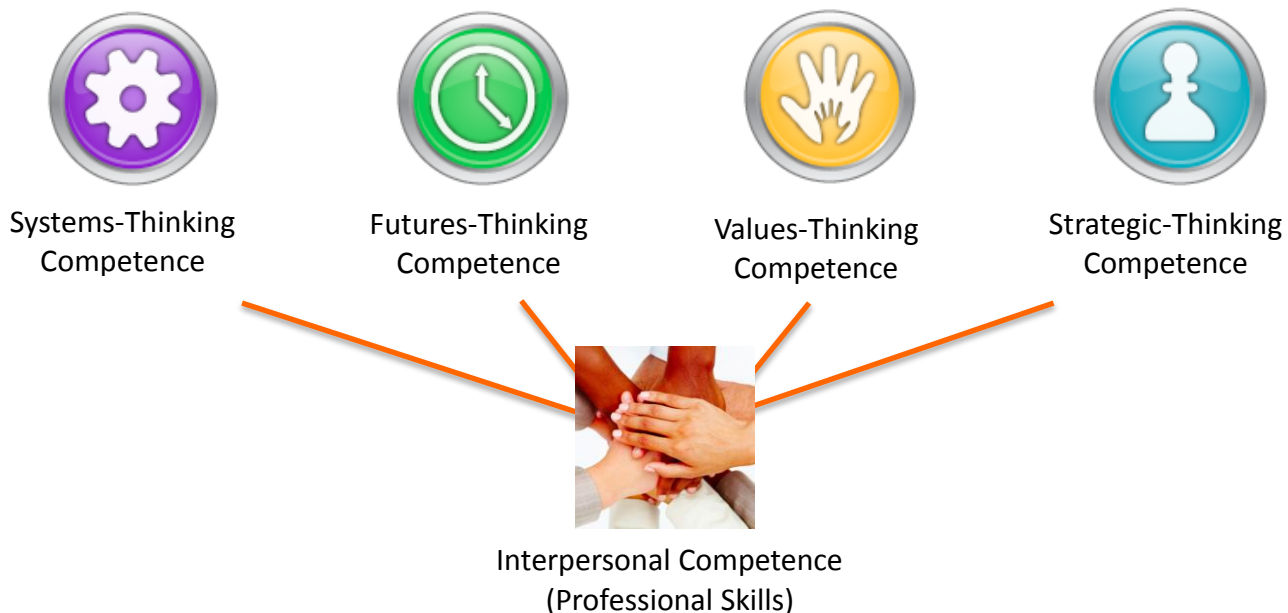 Systems-Thinking
Competence
Futures-Thinking
Competence
Values-Thinking
Competence
Strategic-Thinking
Competence
Interpersonal Competence
(Professional Skills)